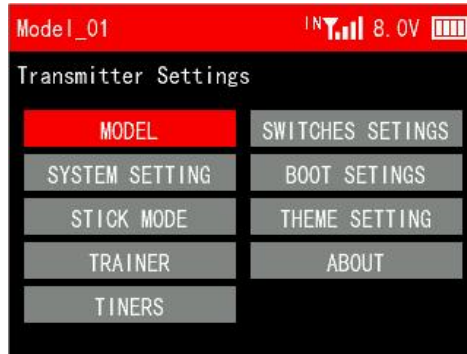 Model_01 IN 8.0V
Transmitter Settings
MODEL SWITCHES SETINGS
SYSTEM SETTING BOOT SETINGS
STICK MODE THEME SETTING
TRAINER ABOUT
TINERS